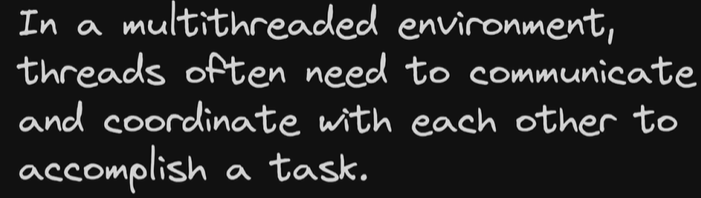 In a multithreaded environment,
threads often need to communicate
and coordinate with each other to
accomplish a task.